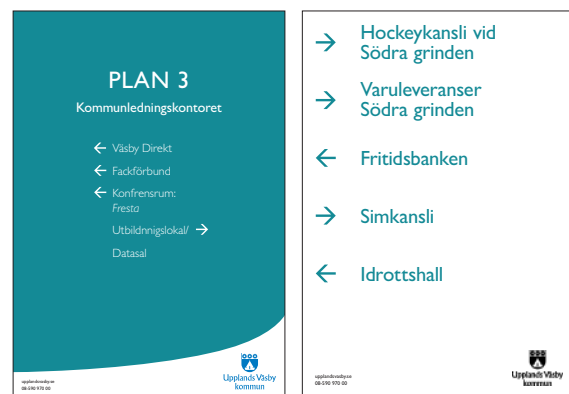 PLAN 3
Kommunledningskontoret
← Väsby Direkt
← Fackförbund
← Konfrensrum:
Fresta
Utbildnnigslokal/ →
Datasal
upplandsvasby.se
08-590 970 00
Upplands Väsby
kommun
→ Hockeykansli vid
Södra grinden
→ Varuleveranser
Södra grinden
← Fritidsbanken
→ Simkansli
← Idrottshall
upplandsvasby.se
08-590 970 00
Upplands Väsby
kommun